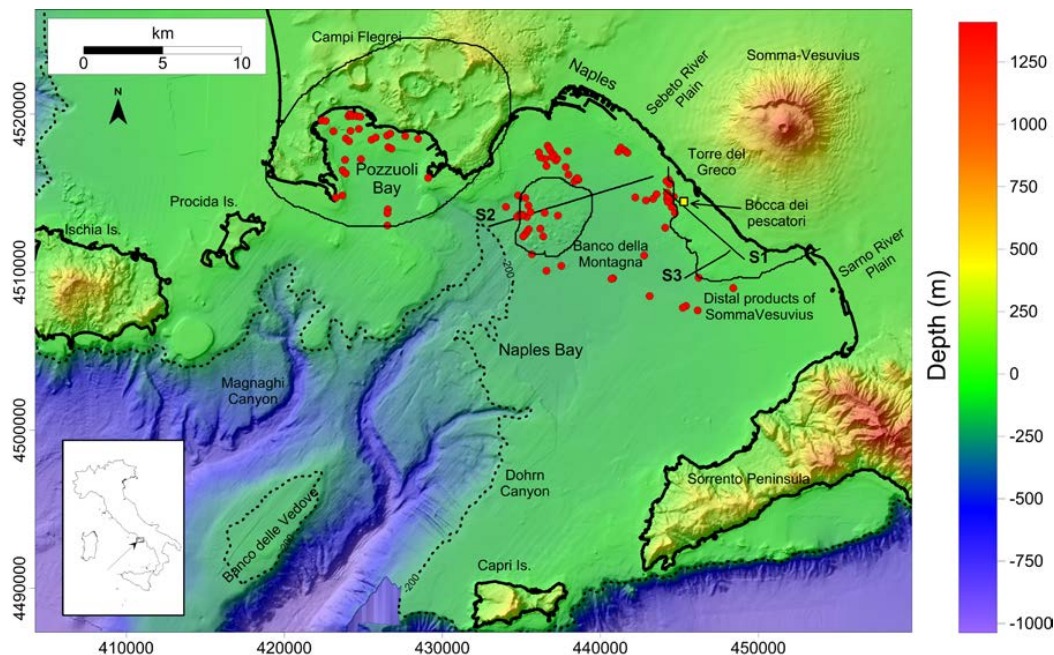 km
0 5 10
N
Campi Flegrei
Naples
Sebeto River
Plain
Somma-Vesuvius
Torre del
Greco
Pozzuoli
Bay
Procida Is.
Ischia Is.
S2
Bocca dei
pescatori
Banco della
Montagna
S1
S3
Sarno River
Plain
-200
Distal products of
SommaVesuvius
Naples Bay
Magnaghi
Canyon
Dohrn
Canyon
Sorrento Peninsula
Banco delle Vedove
-200
-200
Capri Is.
4520000
4510000
4500000
4490000
410000
420000
430000
440000
450000
Depth (m)
1250
1000
750
500
250
0
-250
-500
-750
-1000